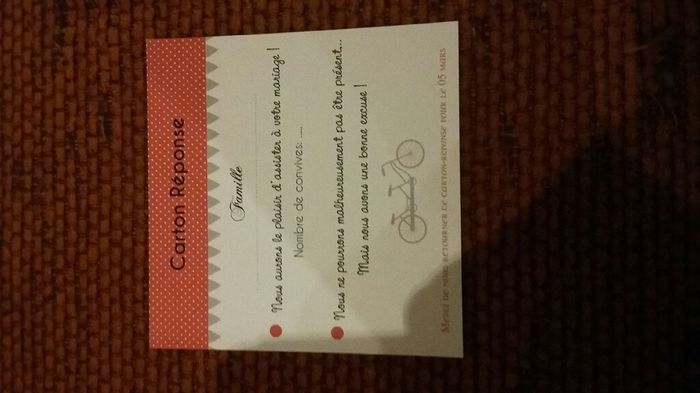 Carton Réponse
Famille
Nous aurons le plaisir d'assister à votre mariage !
Nombre de convives: ....
Nous ne pourrons malheureusement pas être présent...
Mais nous avons une bonne excuse !
Merci de nous retourner ce carton-réponse pour le 05 mars